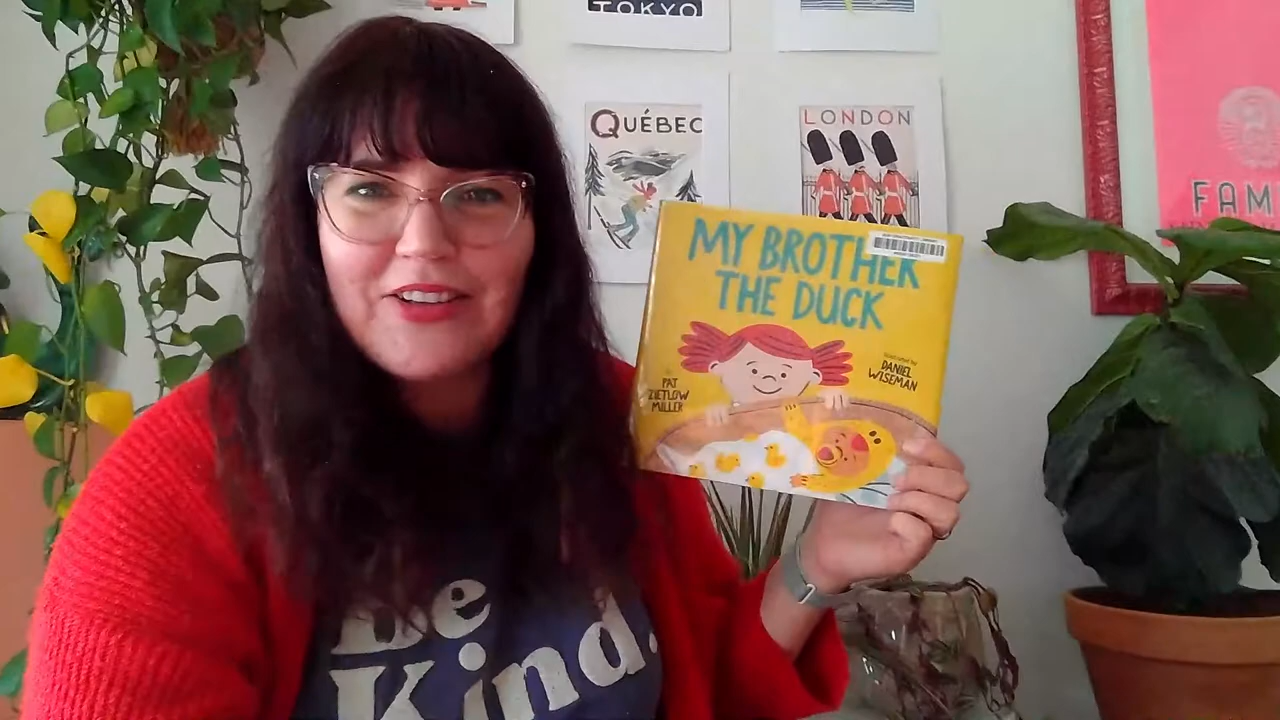 TOKYO
QUÉBEC
LONDON
FAM
MY BROTHER
THE DUCK
illustrated by
DANIEL
WISEMAN
PAT
ZIETLOW
MILLER
Be
Kind.